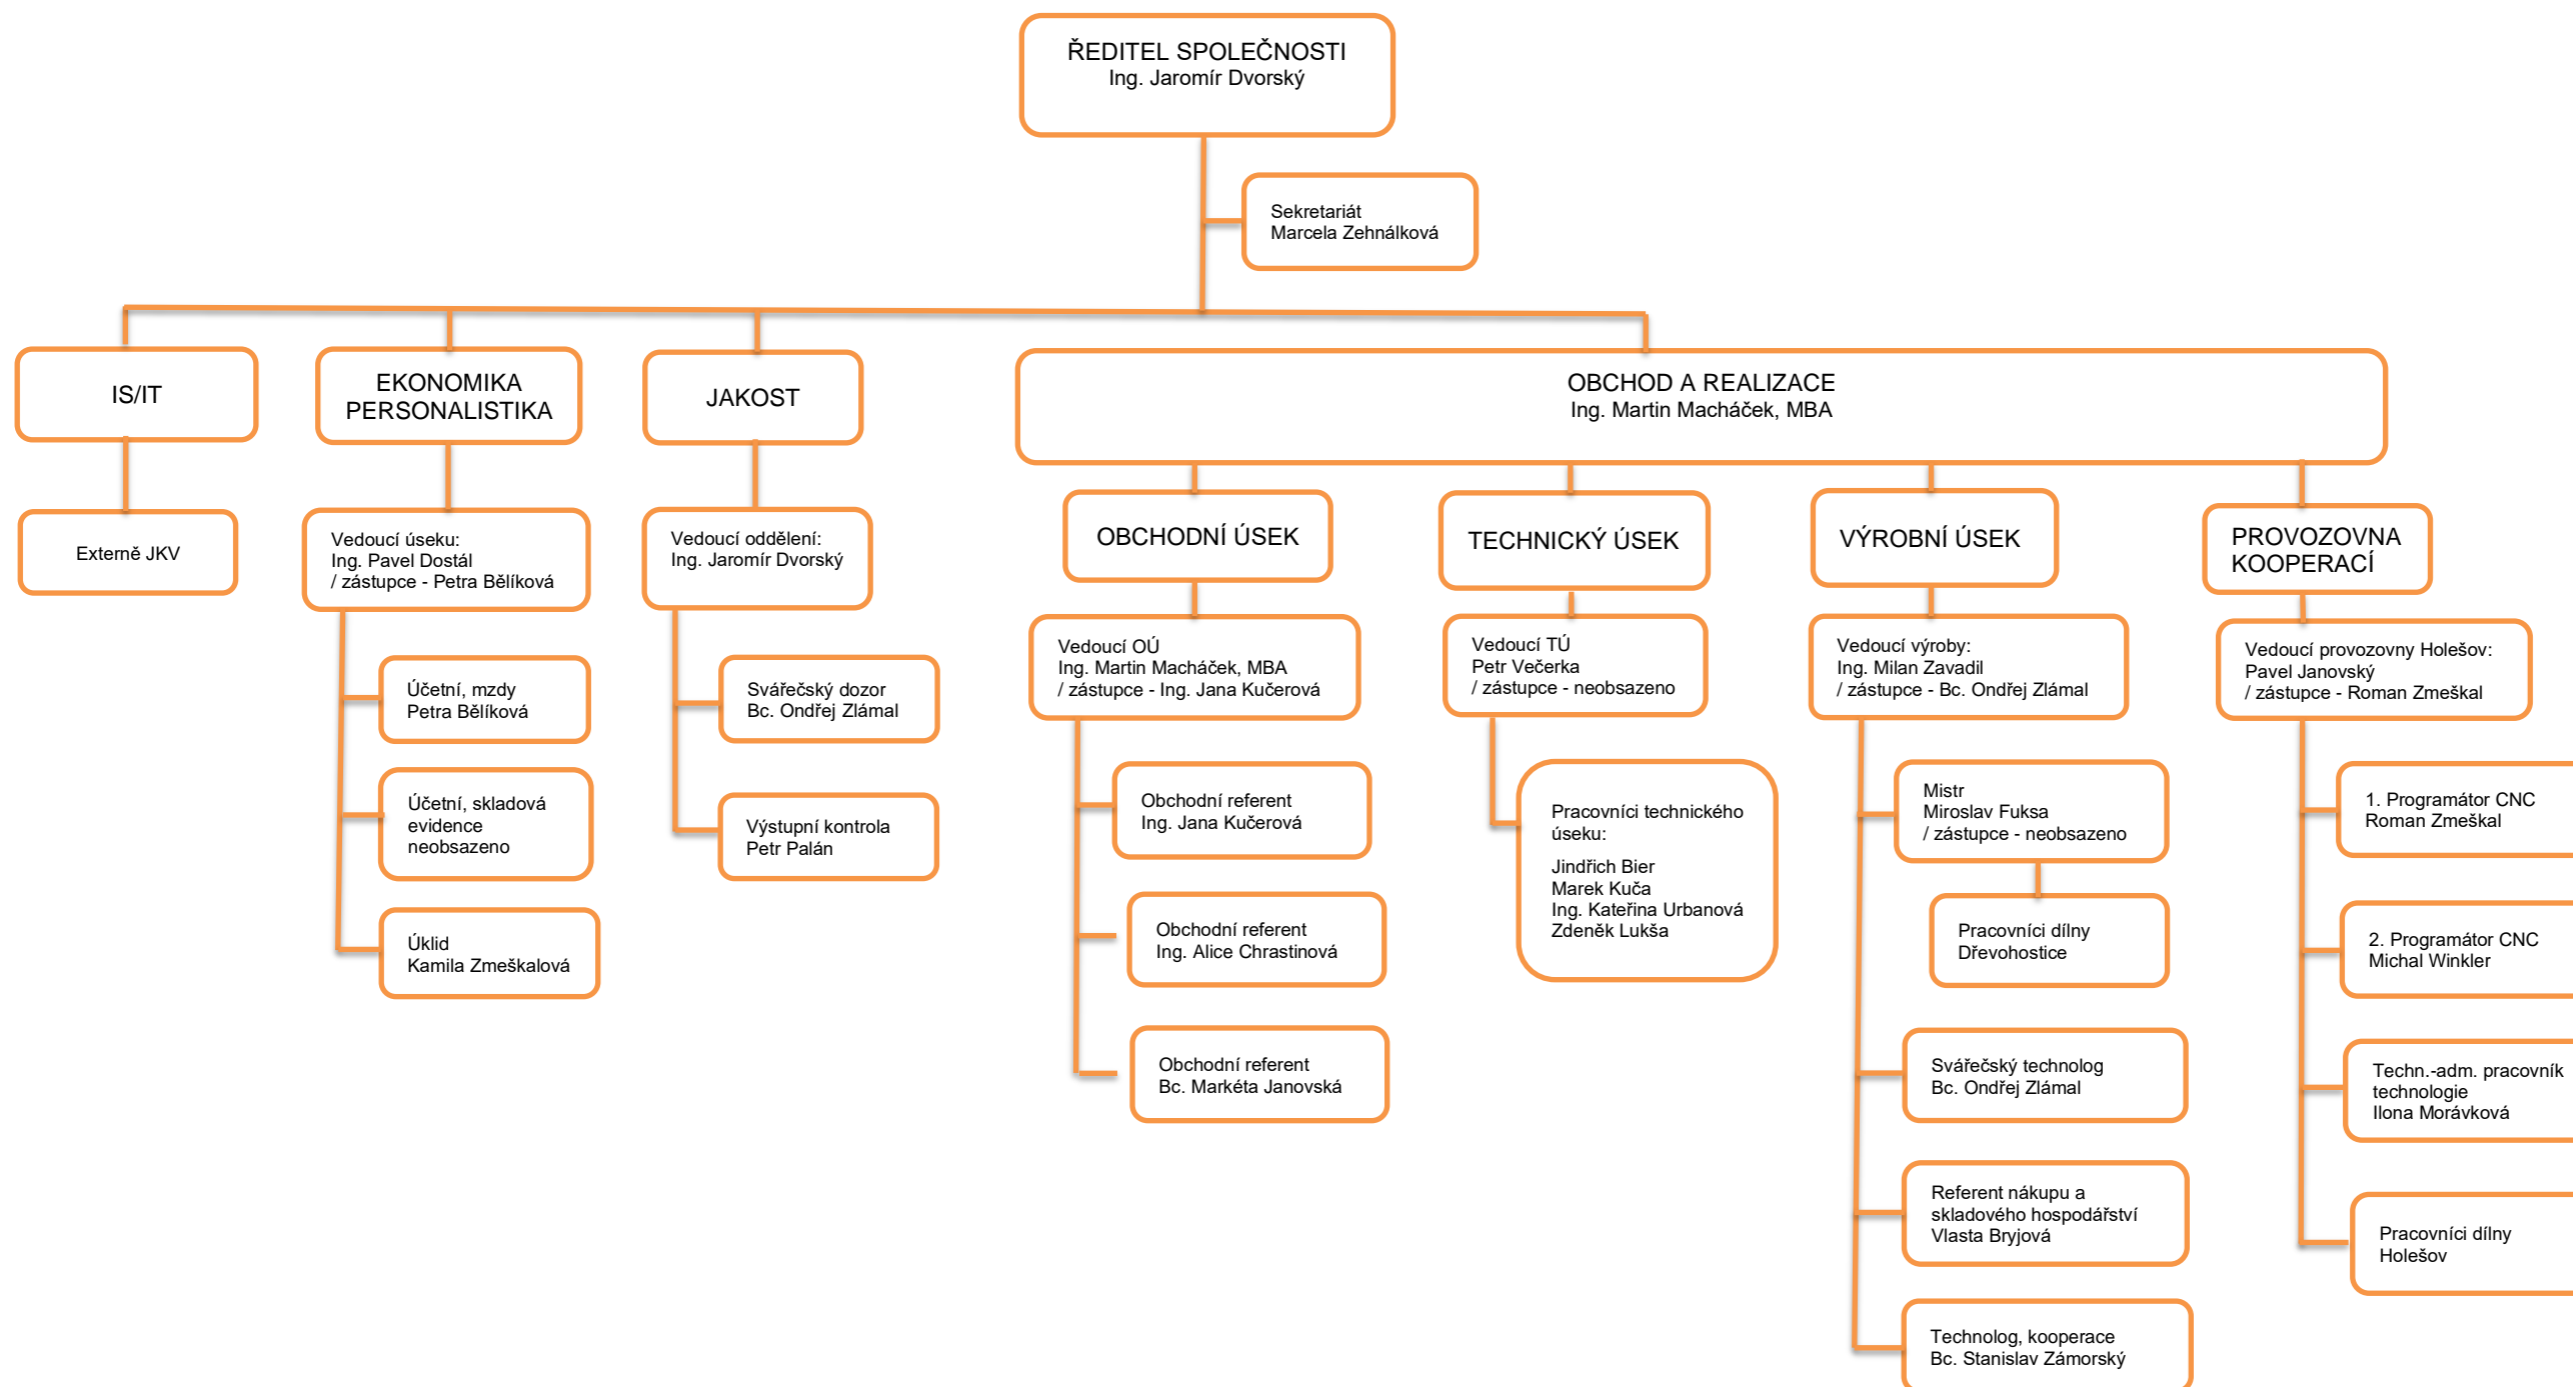 ŘEDITEL SPOLEČNOSTI
Ing. Jaromír Dvorský
Sekretariát
Marcela Zehnálková
IS/IT
Externě JKV
EKONOMIKA
PERSONALISTIKA
Vedoucí úseku:
Ing. Pavel Dostál
/ zástupce - Petra Bělíková
Účetní, mzdy
Petra Bělíková
Účetní, skladová
evidence
neobsazeno
Úklid
Kamila Zmeškalová
JAKOST
Vedoucí oddělení:
Ing. Jaromír Dvorský
Svářečský dozor
Bc. Ondřej Zlámal
Výstupní kontrola
Petr Palán
OBCHOD A REALIZACE
Ing. Martin Macháček, MBA
OBCHODNÍ ÚSEK
Vedoucí OÚ
Ing. Martin Macháček, MBA
/ zástupce - Ing. Jana Kučerová
Obchodní referent
Ing. Jana Kučerová
Obchodní referent
Ing. Alice Chrastinová
Obchodní referent
Bc. Markéta Janovská
TECHNICKÝ ÚSEK
Vedoucí TÚ
Petr Večerka
/ zástupce - neobsazeno
Pracovníci technického
úseku:
Jindřich Bier
Marek Kuča
Ing. Kateřina Urbanová
Zdeněk Lukša
VÝROBNÍ ÚSEK
Vedoucí výroby:
Ing. Milan Zavadil
/ zástupce - Bc. Ondřej Zlámal
Mistr
Miroslav Fuksa
/ zástupce - neobsazeno
Pracovníci dílny
Dřevohostice
Svářečský technolog
Bc. Ondřej Zlámal
Referent nákupu a
skladového hospodářství
Vlasta Bryjová
Technolog, kooperace
Bc. Stanislav Zámorský
PROVOZOVNA
KOOPERACÍ
Vedoucí provozovny Holešov:
Pavel Janovský
/ zástupce - Roman Zmeškal
1. Programátor CNC
Roman Zmeškal
2. Programátor CNC
Michal Winkler
Techn.-adm. pracovník
technologie
Ilona Morávková
Pracovníci dílny
Holešov